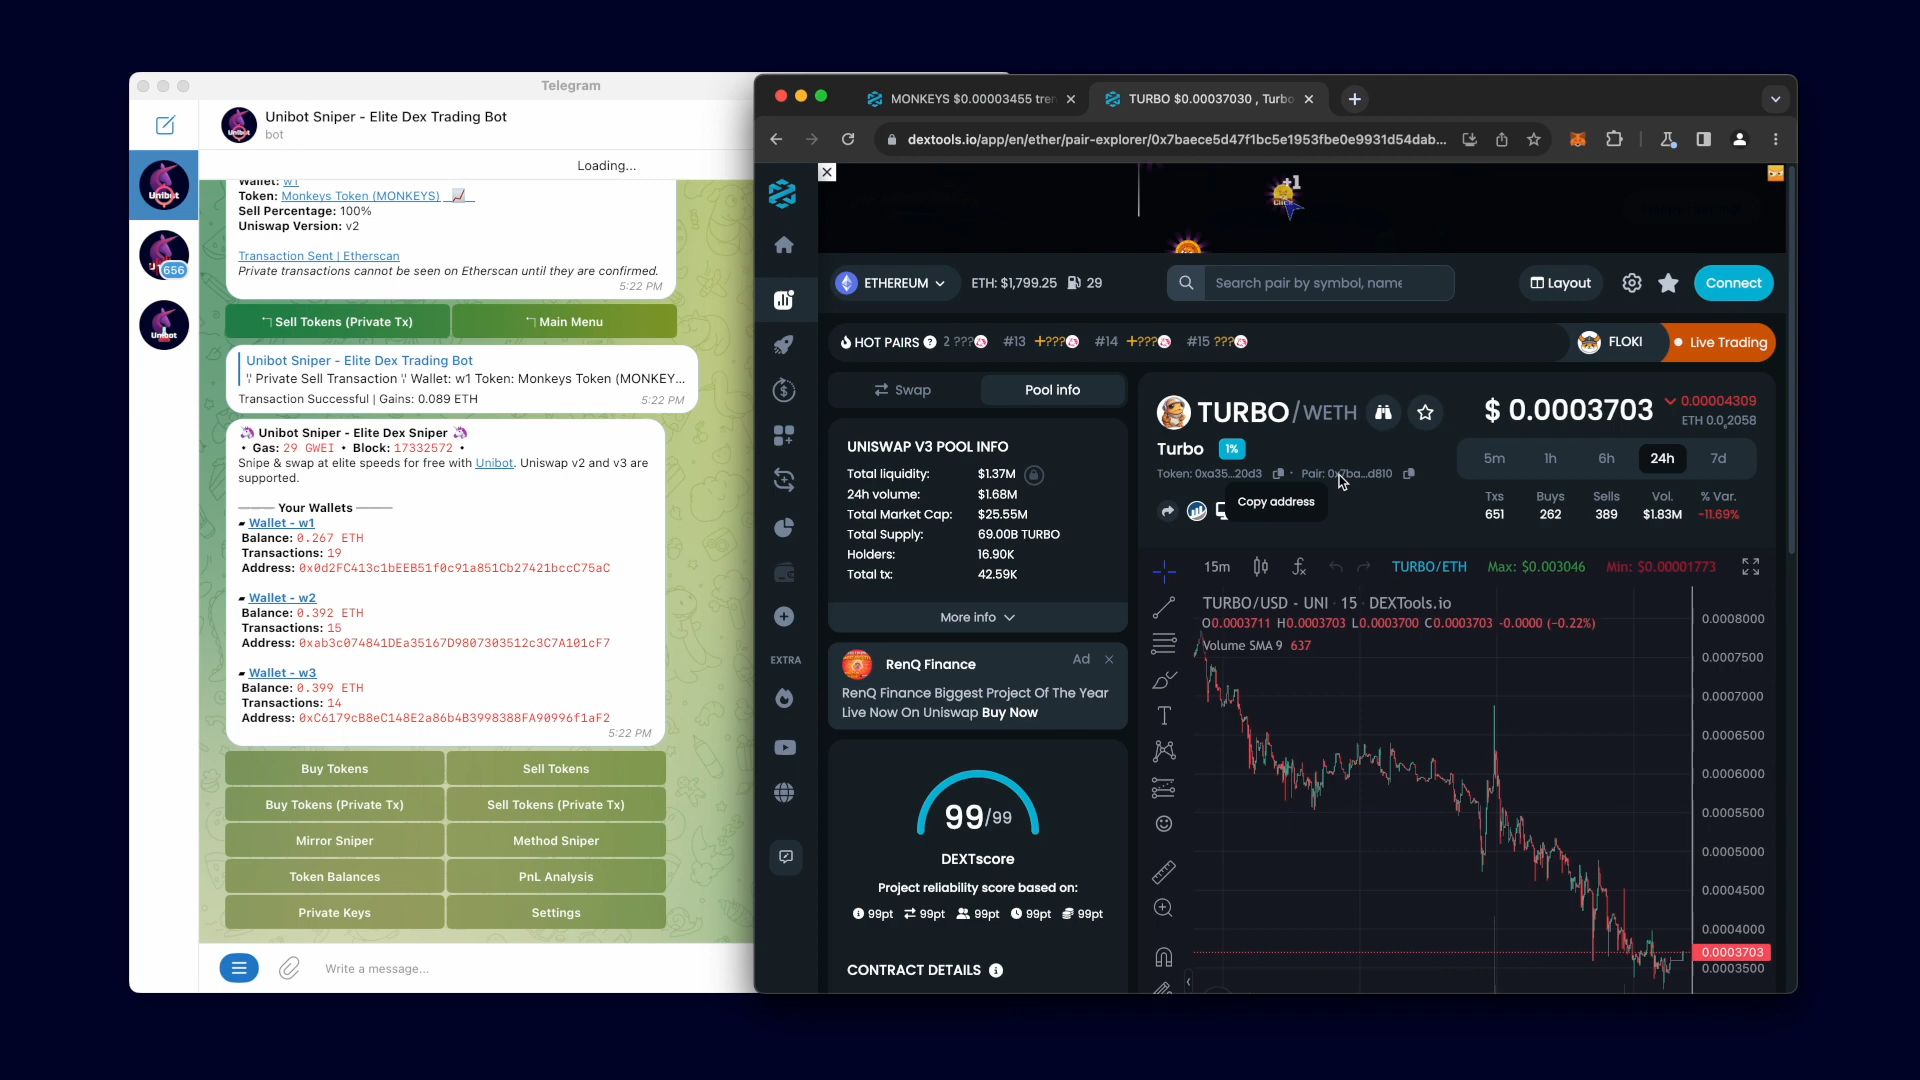 Telegram
Unibot Sniper - Elite Dex Trading Bot
bot
Loading...
Unibot
656
Unibot
Wallet: w1
Token: Monkeys Token (MONKEYS)
Sell Percentage: 100%
Uniswap Version: v2
Transaction Sent | Etherscan
Private transactions cannot be seen on Etherscan until they are confirmed.
5:22 PM
Sell Tokens (Private Tx)
Main Menu
Unibot Sniper - Elite Dex Trading Bot
Private Sell Transaction Wallet: w1 Token: Monkeys Token (MONKEY...
Transaction Successful | Gains: 0.089 ETH
5:22 PM
Unibot Sniper - Elite Dex Sniper
• Gas: 29 GWEI • Block: 17332572 •
Snipe & swap at elite speeds for free with Unibot. Uniswap v2 and v3 are
supported.
Your Wallets
Wallet - w1
Balance: 0.267 ETH
Transactions: 19
Address: 0x0d2FC413c1bEEB51f0c91a851Cb27421bccC75aC
Wallet - w2
Balance: 0.392 ETH
Transactions: 15
Address: 0xab3c074841DEa35167D9807303512c3C7A101cF7
Wallet - w3
Balance: 0.399 ETH
Transactions: 14
Address: 0xC6179cB8eC148E2a86b4B3998388FA90996f1aF2
5:22 PM
Buy Tokens
Sell Tokens
Buy Tokens (Private Tx)
Sell Tokens (Private Tx)
Mirror Sniper
Method Sniper
Token Balances
PnL Analysis
Private Keys
Settings
Write a message...
MONKEYS $0.00003455 tren
TURBO $0.00037030 , Turbo
dextools.io/app/en/ether/pair-explorer/0x7baece5d47f1bc5e1953fbe0e9931d54dab...
+1
ETHEREUM
ETH: $1,799.25
29
Search pair by symbol, name
Layout
Connect
HOT PAIRS
2 ???
#13 +???
#14 +???
#15 ???
FLOKI
Live Trading
Swap
Pool info
UNISWAP V3 POOL INFO
Total liquidity: $1.37M
24h volume: $1.68M
Total Market Cap: $25.55M
Total Supply: 69.00B TURBO
Holders: 16.90K
Total tx: 42.59K
More info
EXTRA
RenQ Finance
Ad
RenQ Finance Biggest Project Of The Year
Live Now On Uniswap Buy Now
99/99
DEXTscore
Project reliability score based on:
99pt 99pt 99pt 99pt 99pt
CONTRACT DETAILS
TURBO/WETH
$ 0.0003703
0.00004309
ETH 0.0₅2058
Turbo
1%
Token: 0xa35...20d3 · Pair: 0x7ba...d810
Copy address
5m
1h
6h
24h
7d
Txs
651
Buys
262
Sells
389
Vol.
$1.83M
% Var.
-11.69%
15m
TURBO/ETH
Max: $0.003046
Min: $0.00001773
TURBO/USD - UNI · 15 · DEXTools.io
O0.0003711 H0.0003703 L0.0003700 C0.0003703 -0.0000 (-0.22%)
Volume SMA 9 637
0.0008000
0.0007500
0.0007000
0.0006500
0.0006000
0.0005500
0.0005000
0.0004500
0.0004000
0.0003703
0.0003500